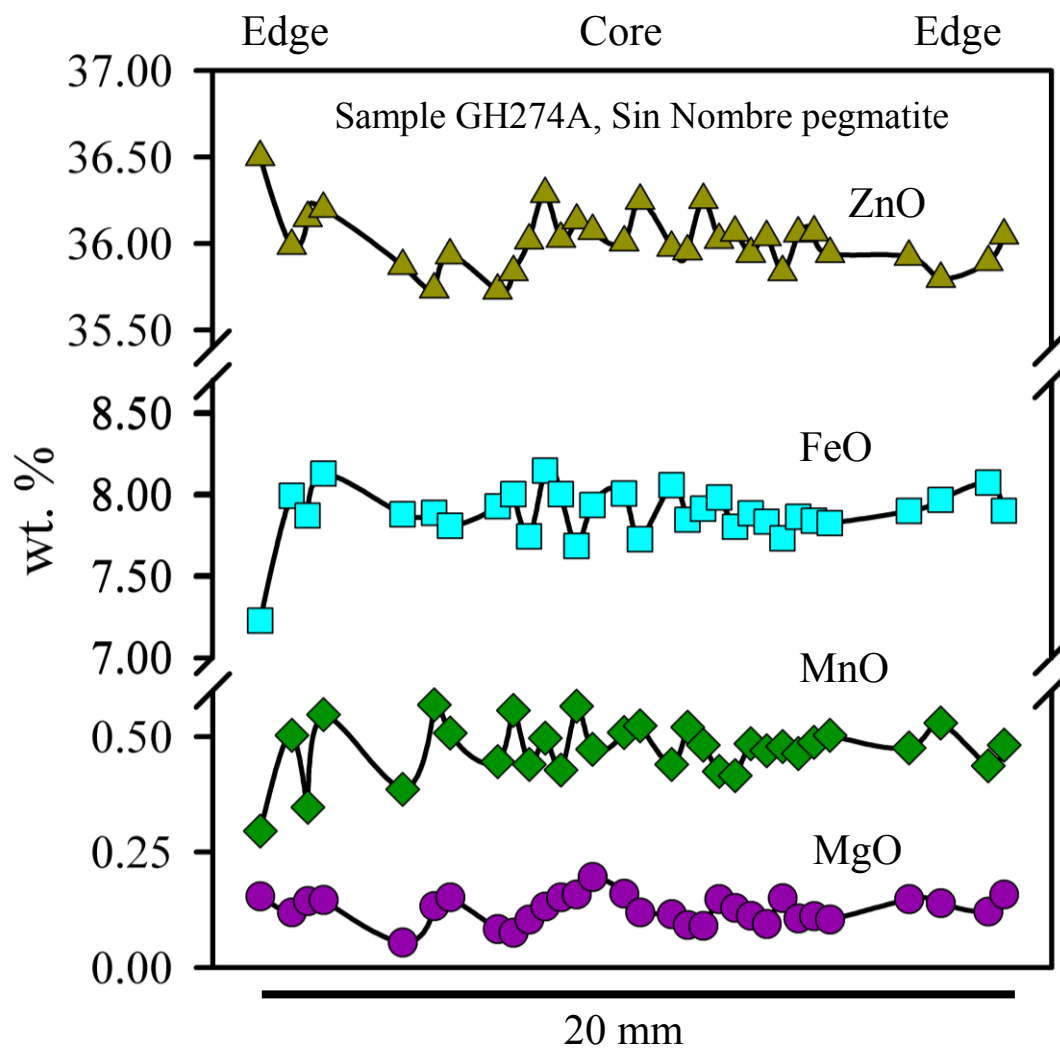 Edge Core Edge
37.00
Sample GH274A, Sin Nombre pegmatite
36.50
ZnO
36.00
35.50
8.50
FeO
8.00
wt. %
7.50
7.00
MnO
0.50
MgO
0.25
0.00
20 mm